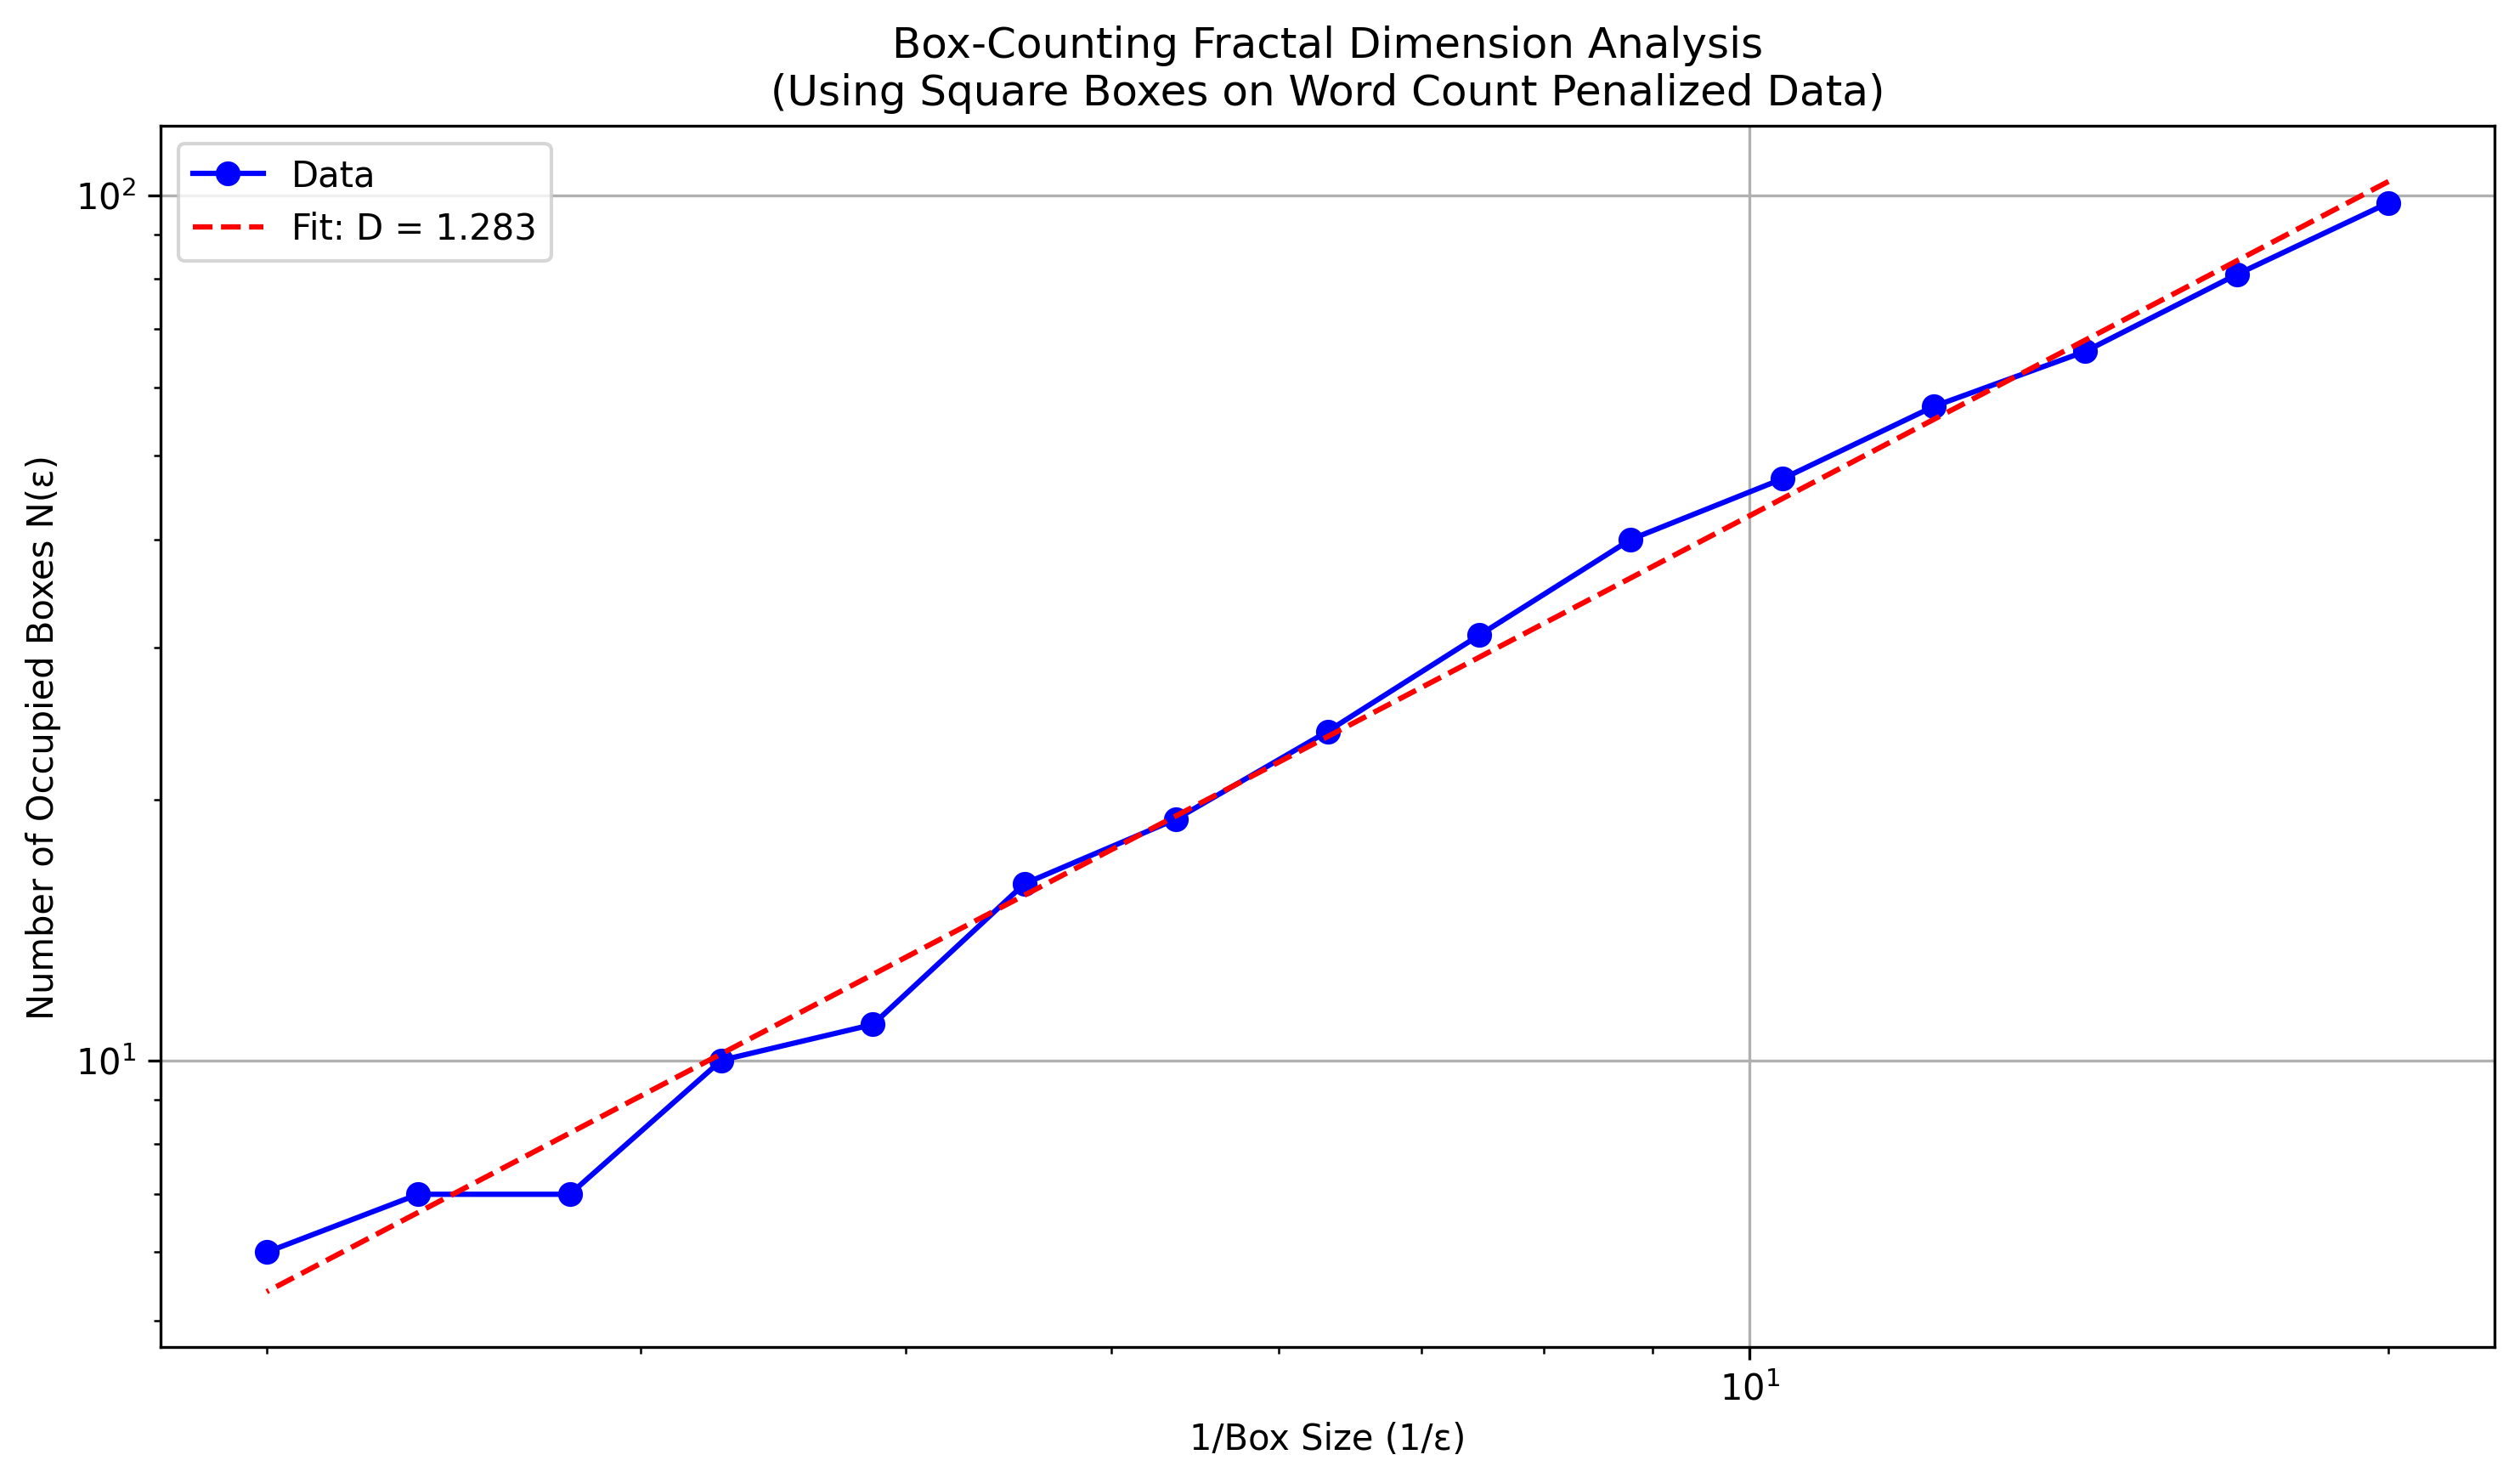 Box-Counting Fractal Dimension Analysis
(Using Square Boxes on Word Count Penalized Data)
Data
Fit: D = 1.283
10²
10¹
Number of Occupied Boxes N(ε)
10¹
1/Box Size (1/ε)